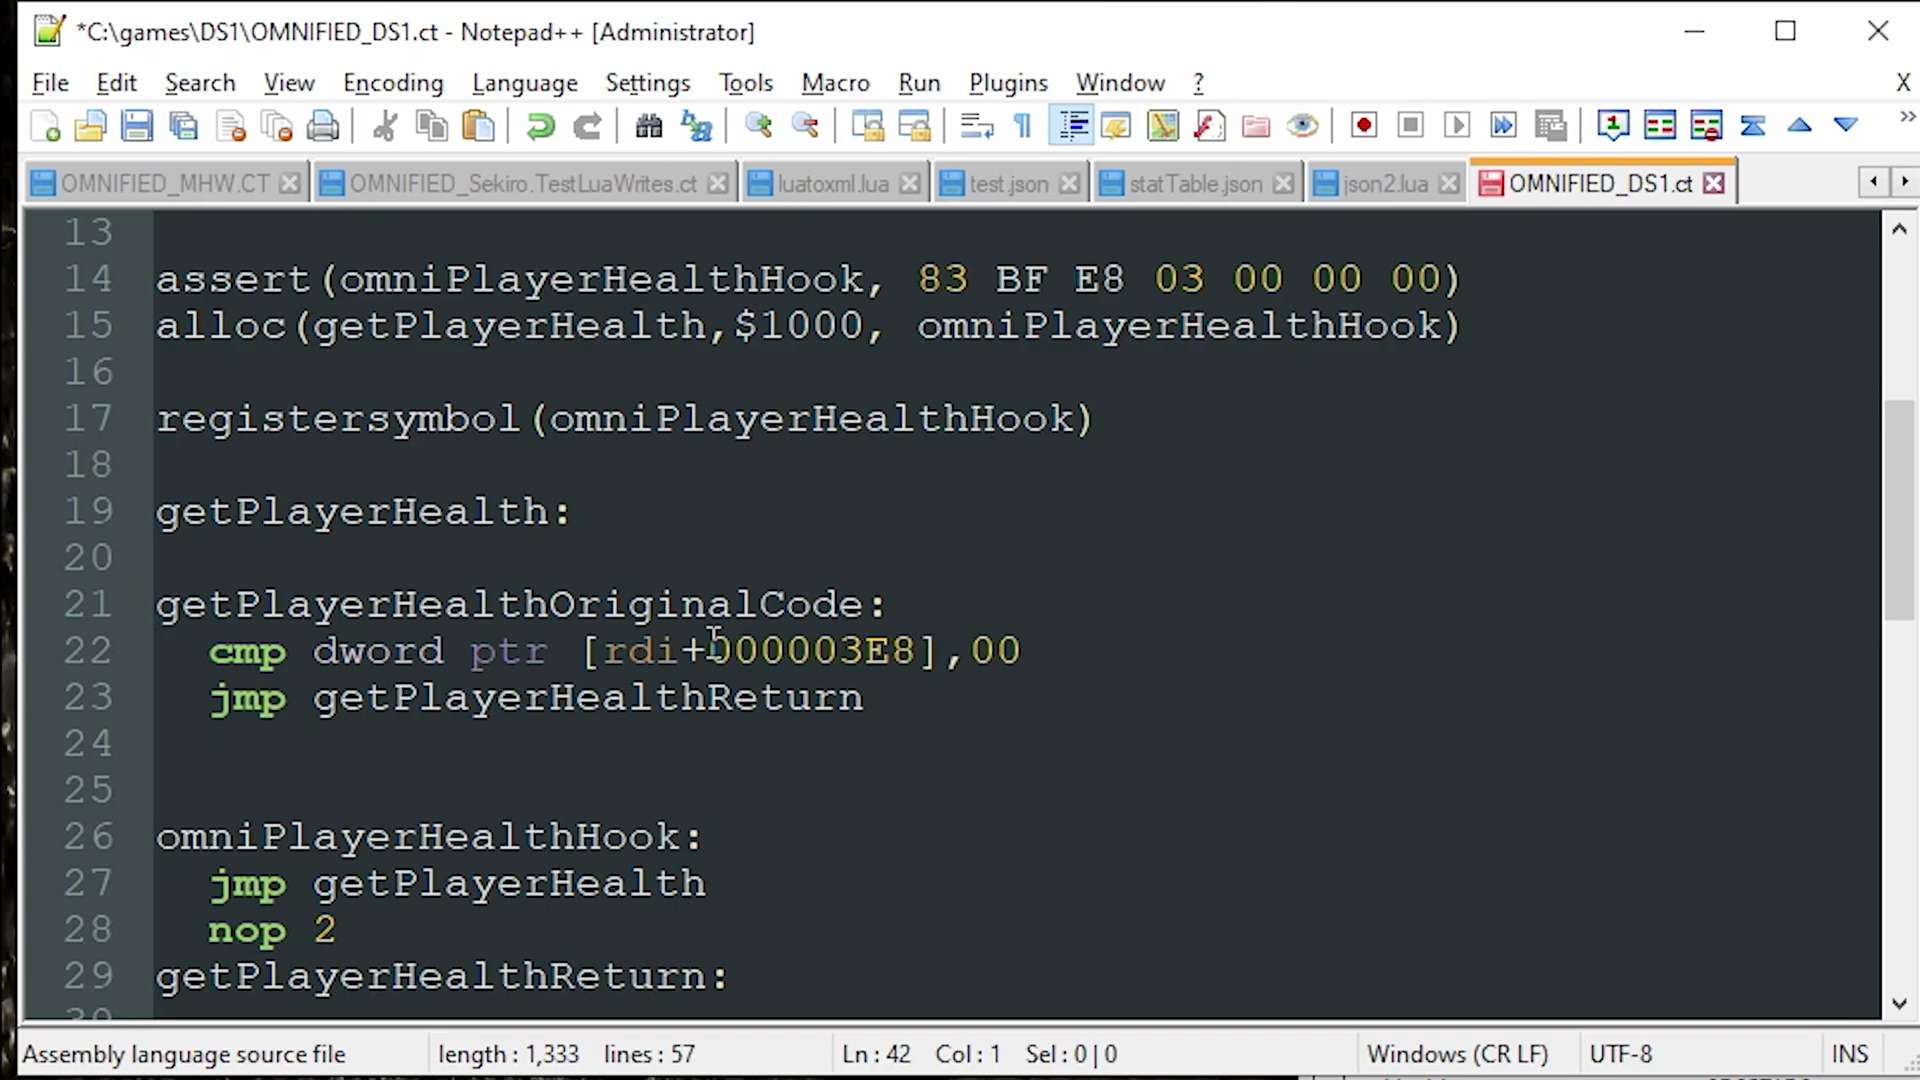 *C:\games\DS1\OMNIFIED_DS1.ct - Notepad++ [Administrator]
File Edit Search View Encoding Language Settings Tools Macro Run Plugins Window ? X
OMNIFIED_MHW.CT OMNIFIED_Sekiro.TestLuaWrites.ct luatoxml.lua test.json statTable.json json2.lua OMNIFIED_DS1.ct
13
14 assert(omniPlayerHealthHook, 83 BF E8 03 00 00 00)
15 alloc(getPlayerHealth,$1000, omniPlayerHealthHook)
16
17 registersymbol(omniPlayerHealthHook)
18
19 getPlayerHealth:
20
21 getPlayerHealthOriginalCode:
22 cmp dword ptr [rdi+000003E8],00
23 jmp getPlayerHealthReturn
24
25
26 omniPlayerHealthHook:
27 jmp getPlayerHealth
28 nop 2
29 getPlayerHealthReturn:
30
Assembly language source file length : 1,333 lines : 57 Ln : 42 Col : 1 Sel : 0 | 0 Windows (CR LF) UTF-8 INS